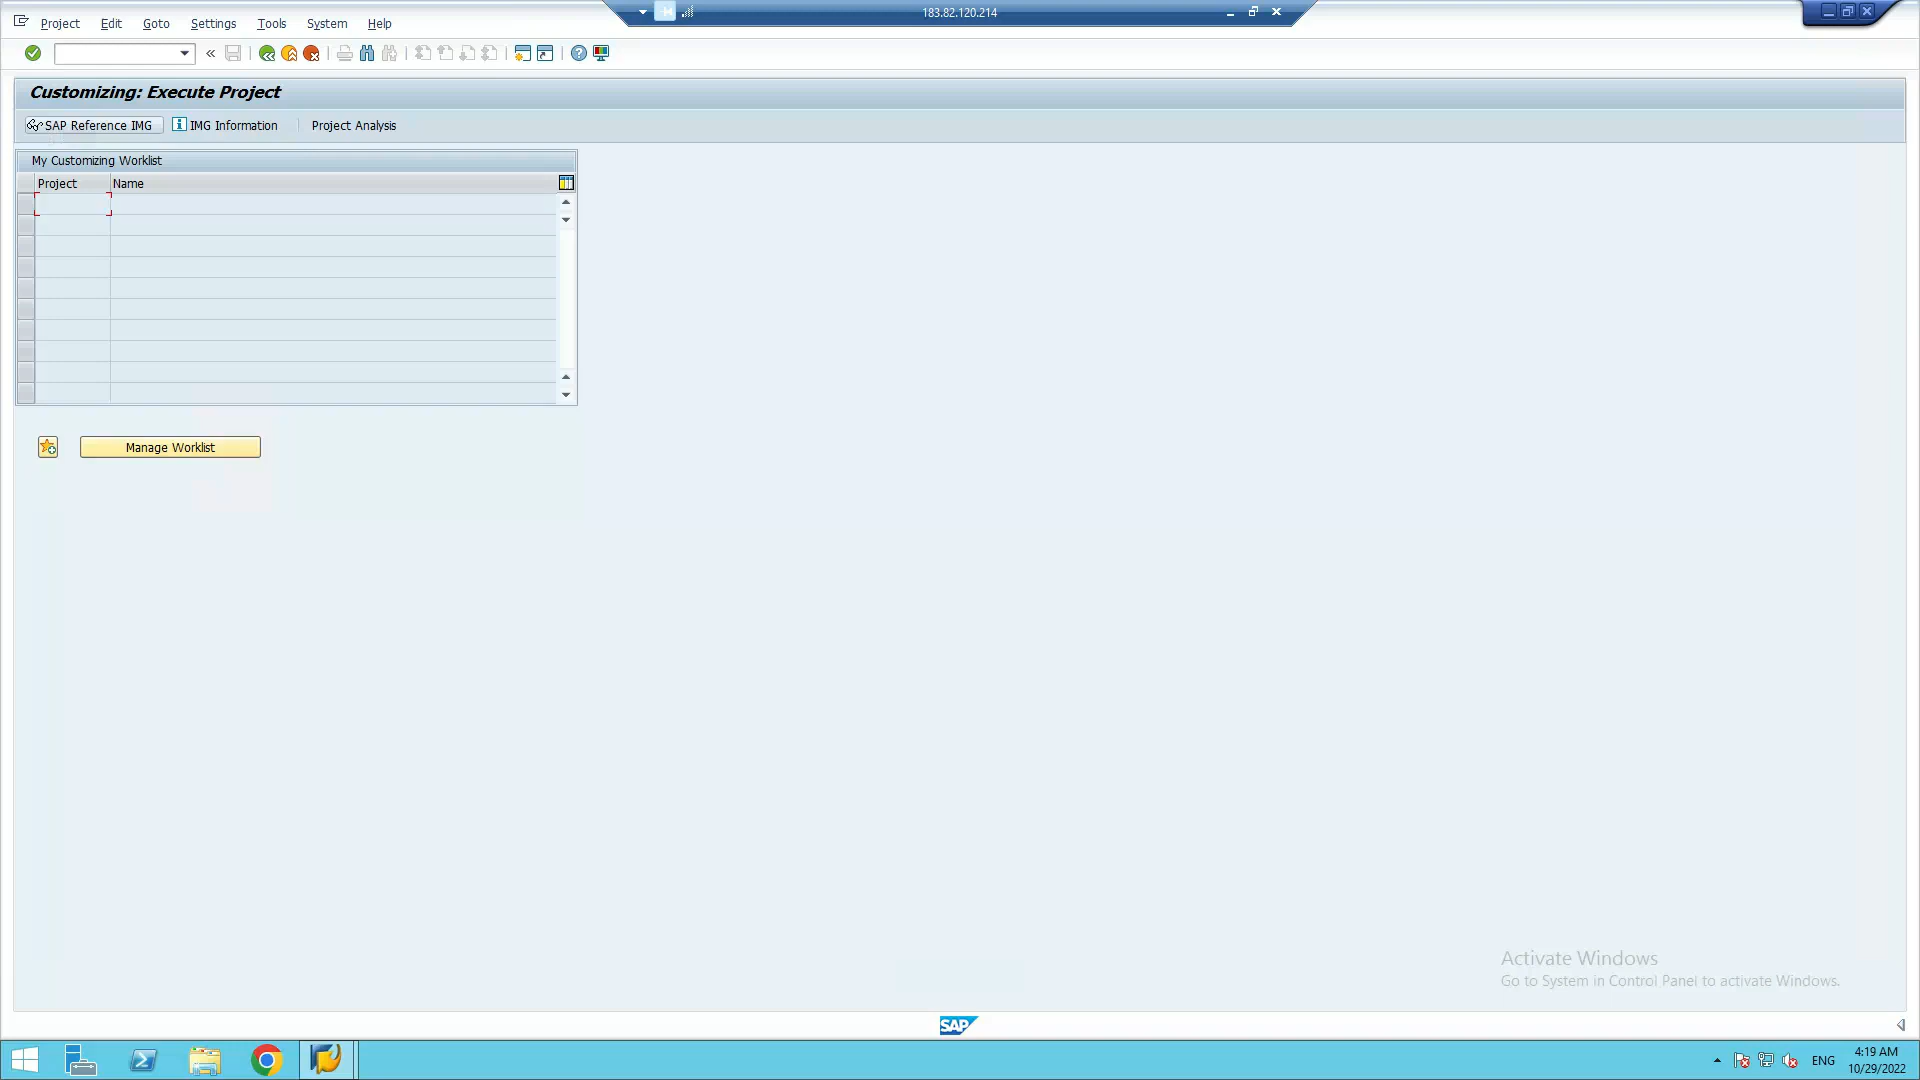 183.82.120.214
Project Edit Goto Settings Tools System Help
Customizing: Execute Project
SAP Reference IMG IMG Information Project Analysis
My Customizing Worklist
Project Name
Manage Worklist
Activate Windows
Go to System in Control Panel to activate Windows.
SAP
ENG
4:19 AM
10/29/2022